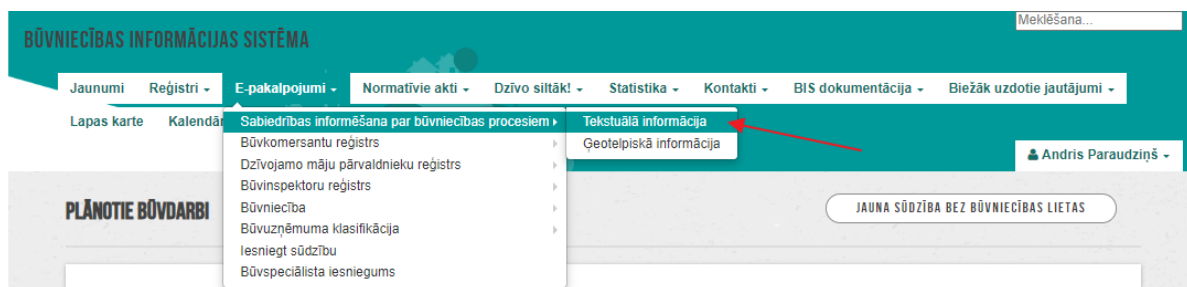 Meklēšana...
BŪVNIECĪBAS INFORMĀCIJAS SISTĒMA
Jaunumi Reģistri E-pakalpojumi Normatīvie akti Dzīvo siltāk! Statistika Kontakti BIS dokumentācija Biežāk uzdotie jautājumi
Lapas karte Sabiedrības informēšana par būvniecības procesiem Tekstuālā informācija
Būvkomersantu reģistrs Ģeotelpiskā informācija
Dzīvojamo māju pārvaldnieku reģistrs Andris Paraudziņš
Būvinspektoru reģistrs
PLĀNOTIE BŪVDARBI Būvniecība JAUNA SŪDZĪBA BEZ BŪVNIECĪBAS LIETAS
Būvuzņēmuma klasifikācija
Iesniegt sūdzību
Būvspeciālista iesniegums